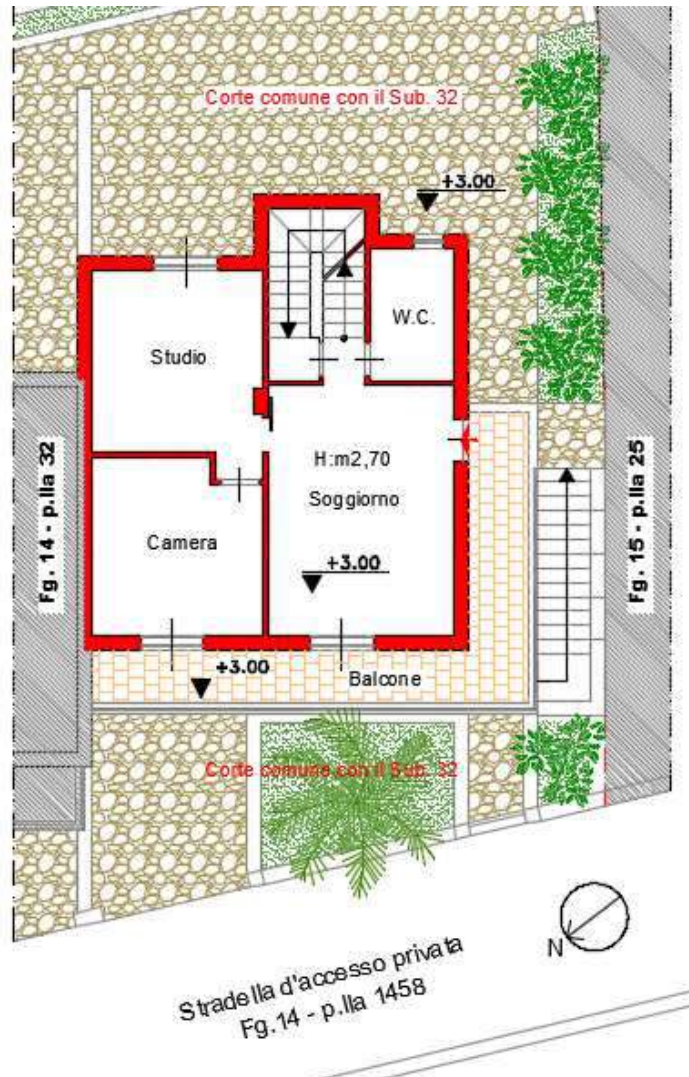 Corte comune con il Sub. 32
+3.00
W.C.
Studio
H:m2,70
Soggiorno
Fg. 14 - p.lla 32
Fg. 15 - p.lla 25
Camera
+3.00
+3.00
Balcone
Corte comune con il Sub. 32
N
Stradella d'accesso privata
Fg.14 - p.lla 1458